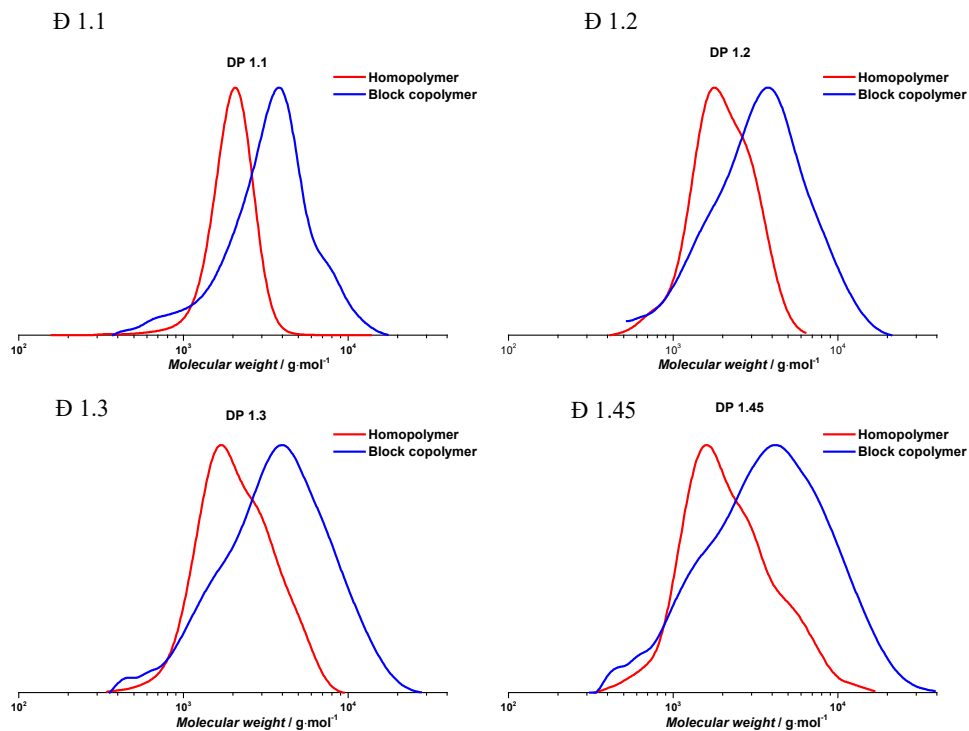 Đ 1.1
DP 1.1
Homopolymer
Block copolymer
10² 10³ 10⁴
Molecular weight / g·mol⁻¹
Đ 1.2
DP 1.2
Homopolymer
Block copolymer
10² 10³ 10⁴
Molecular weight / g·mol⁻¹
Đ 1.3
DP 1.3
Homopolymer
Block copolymer
10² 10³ 10⁴
Molecular weight / g·mol⁻¹
Đ 1.45
DP 1.45
Homopolymer
Block copolymer
10² 10³ 10⁴
Molecular weight / g·mol⁻¹